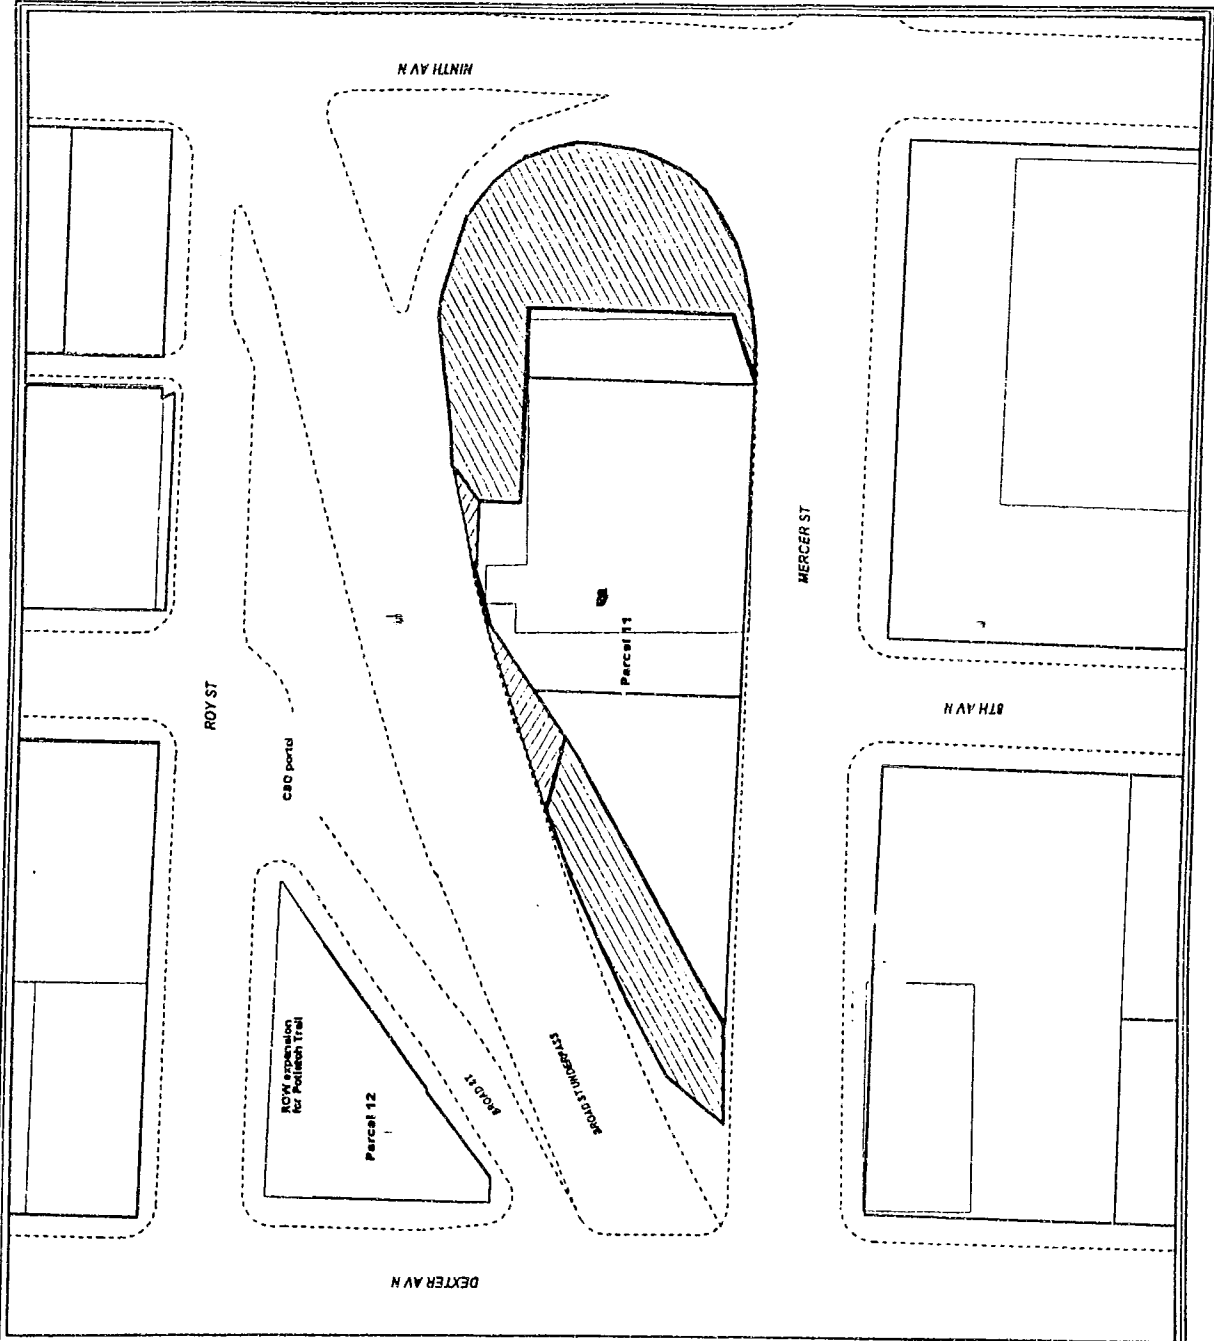 NINTH AV N
MERCER ST
Parcel 11
ROY ST
8TH AV N
CBD portal
ROW expansion
for Potlatch Trail
Parcel 12
BROAD ST
BROAD ST UNDERPASS
DEXTER AV N